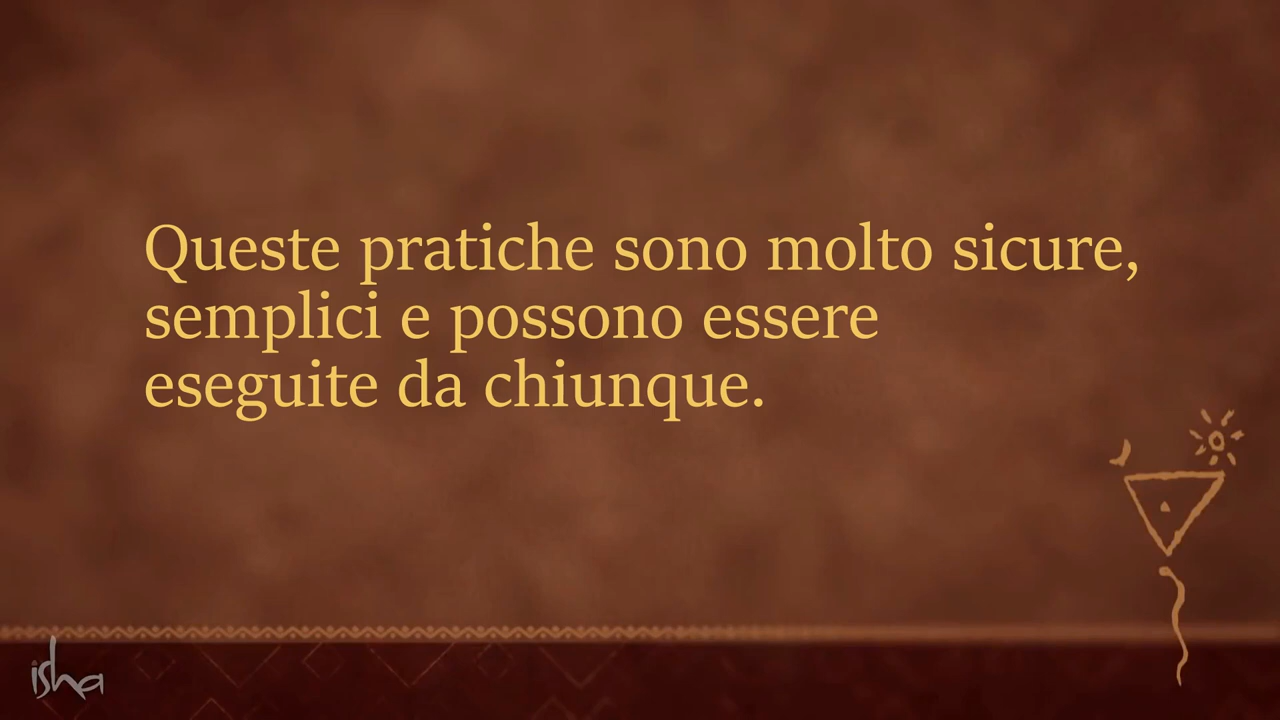 Queste pratiche sono molto sicure,
semplici e possono essere
eseguite da chiunque.
isha